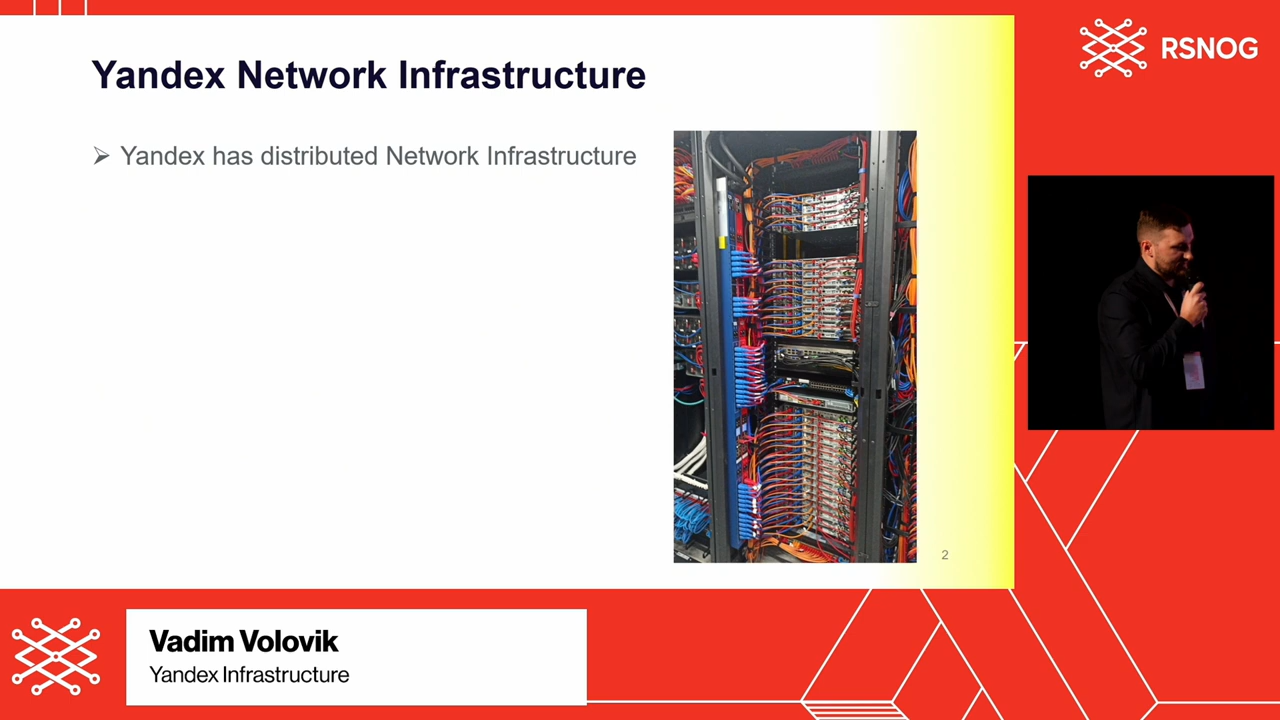 Yandex Network Infrastructure
RSNOG
➢ Yandex has distributed Network Infrastructure
2
Vadim Volovik
Yandex Infrastructure